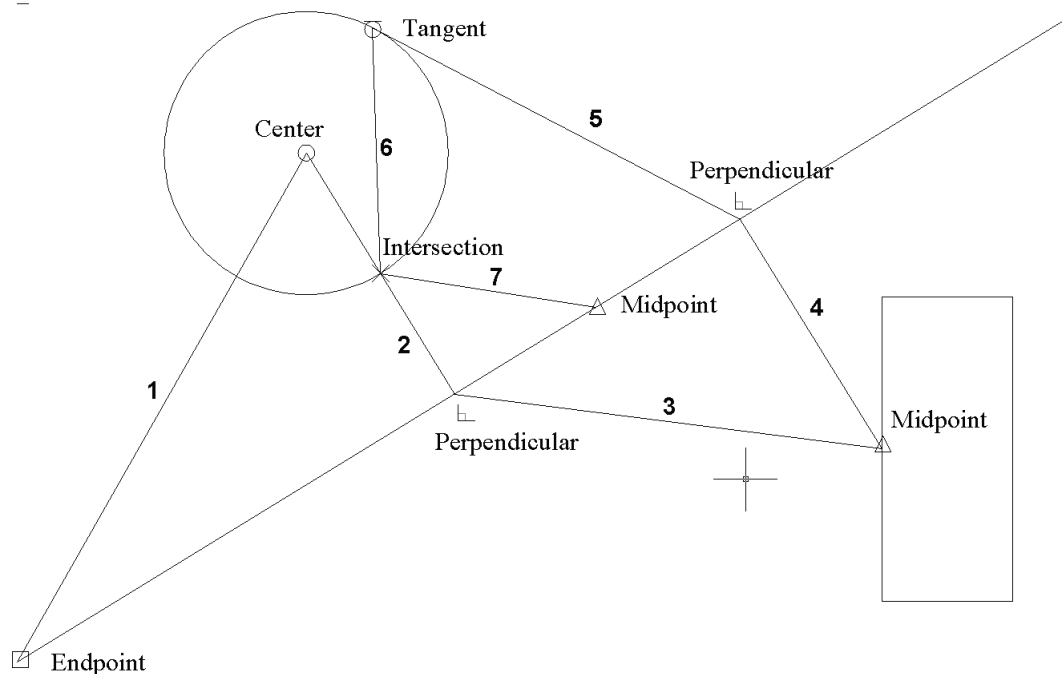 Tangent
5
Center
6
Perpendicular
Intersection
7
Midpoint
4
2
1
3
Midpoint
Perpendicular
Endpoint